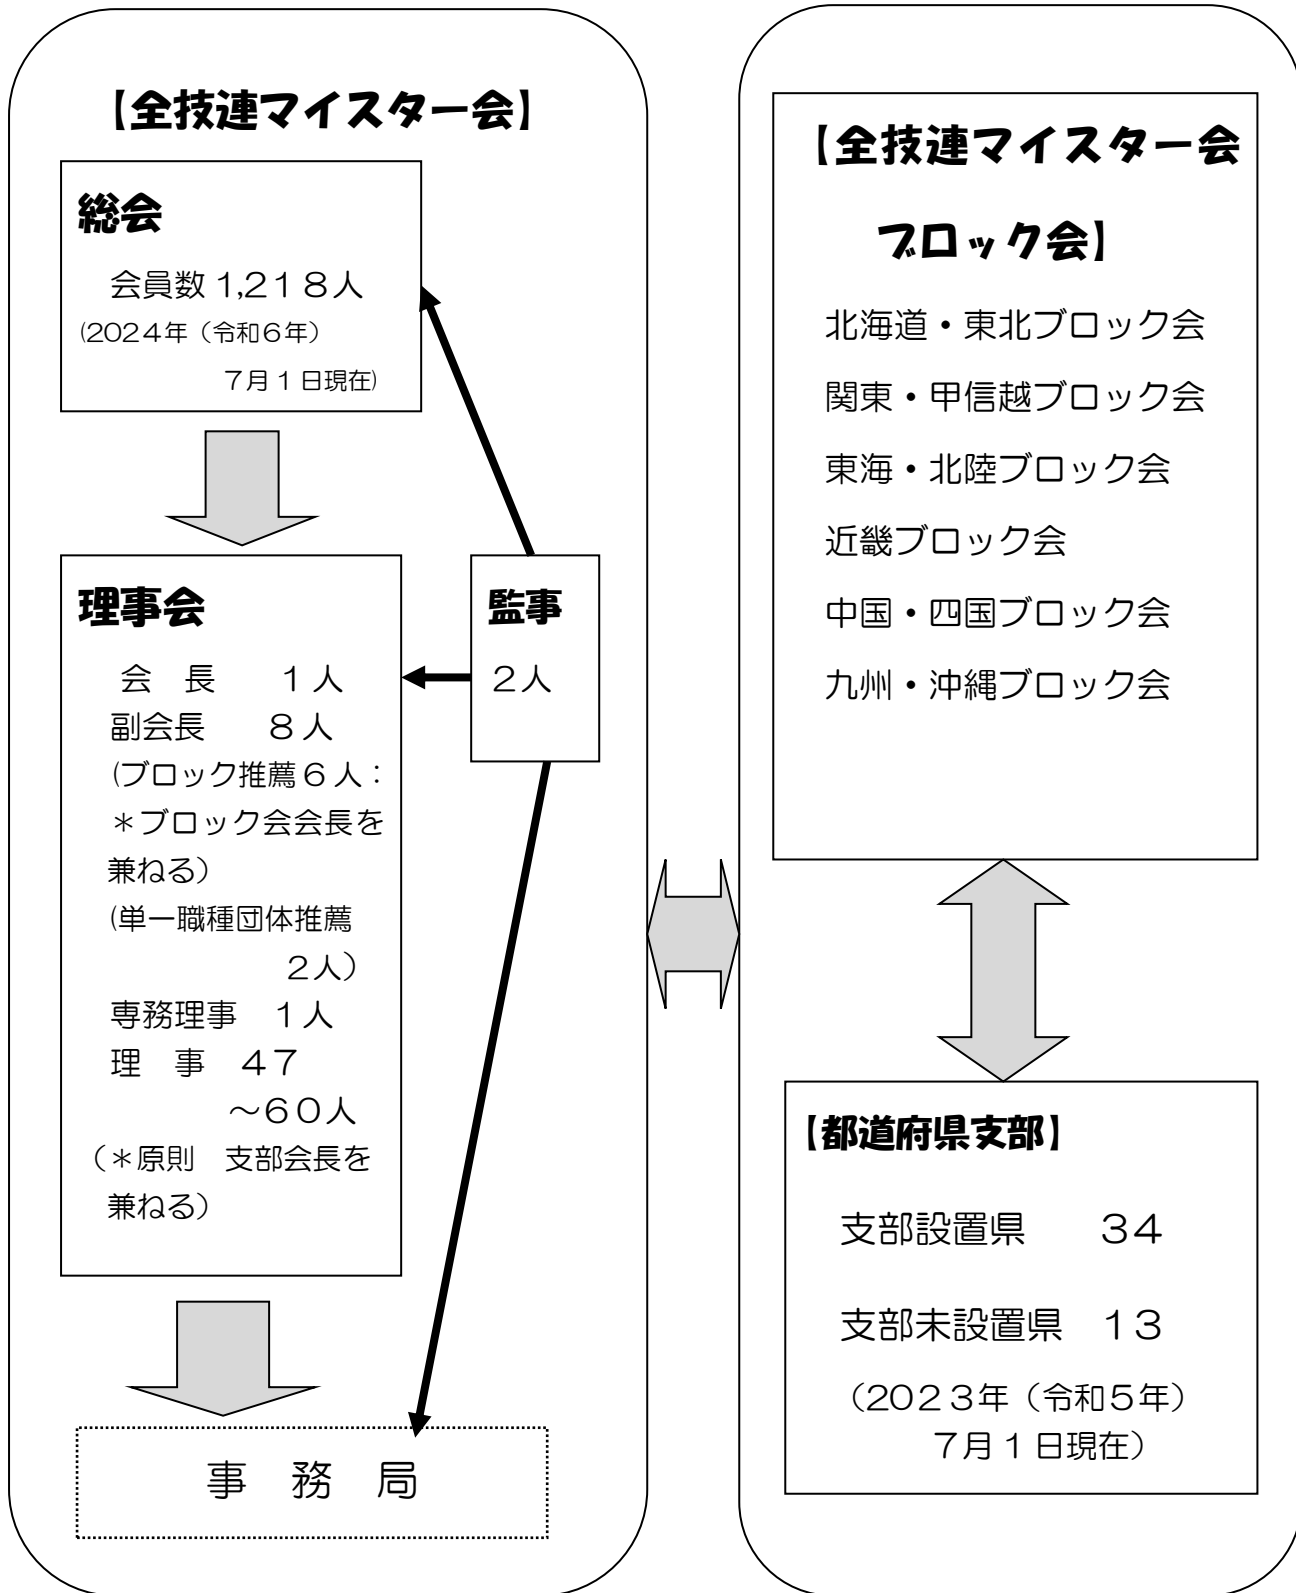 【全技連マイスター会】
総会
会員数 1,218人
(2024年（令和６年）
７月１日現在)
理事会
会　長　　１人
副会長　　８人
(ブロック推薦６人：
＊ブロック会会長を
兼ねる）
(単一職種団体推薦
２人）
専務理事　１人
理　事　４７
～６０人
（＊原則　支部会長を
兼ねる）
監事
２人
事　務　局
【全技連マイスター会
ブロック会】
北海道・東北ブロック会
関東・甲信越ブロック会
東海・北陸ブロック会
近畿ブロック会
中国・四国ブロック会
九州・沖縄ブロック会
【都道府県支部】
支部設置県　　３４
支部未設置県　１３
（２０２３年（令和５年）
７月１日現在）